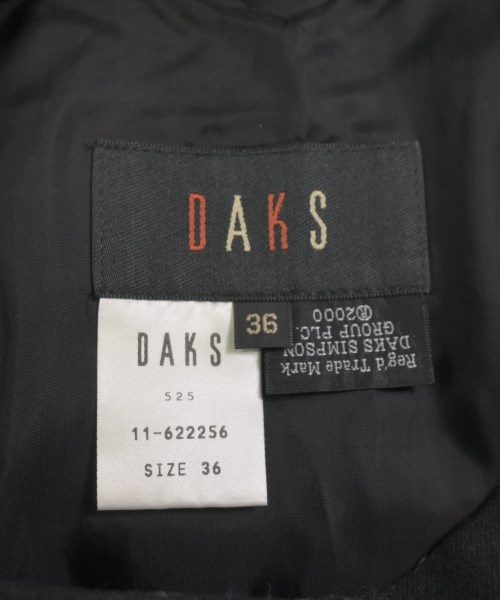 DAKS
36
DAKS
525
11-622256
SIZE 36
Reg'd Trade Mark
DAKS SIMPSON
GROUP PLC.
®2000